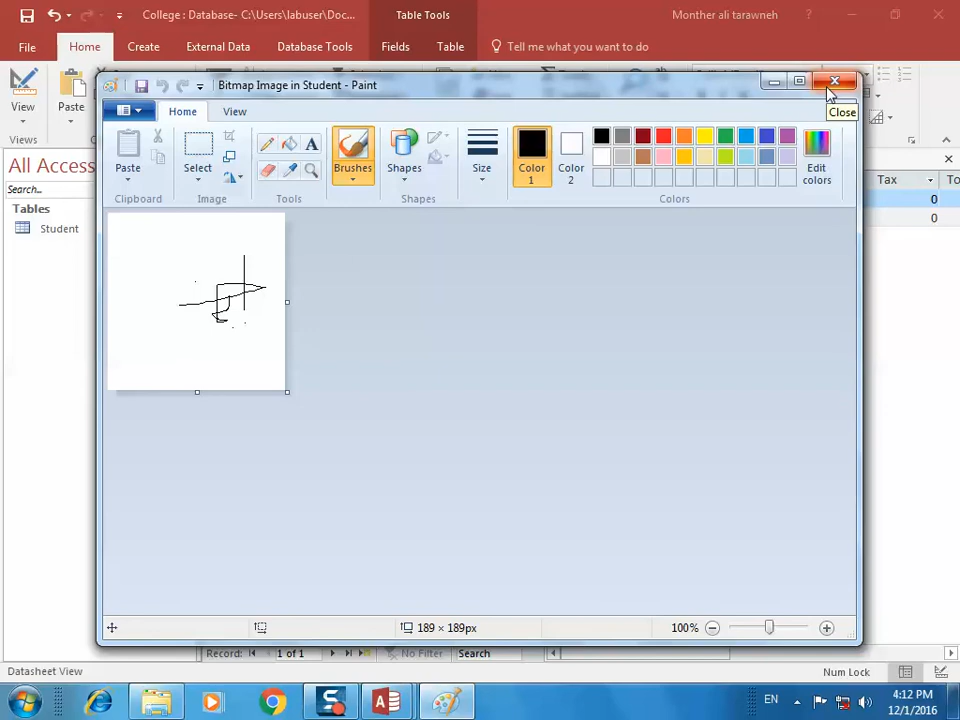 College : Database- C:\Users\labuser\Doc...
Table Tools
Monther ali tarawneh
?
File
Home
Create
External Data
Database Tools
Fields
Table
Tell me what you want to do
View
Paste
Views
Bitmap Image in Student - Paint
Close
Home
View
Paste
Select
Brushes
Shapes
Size
Color 1
Color 2
Edit colors
Clipboard
Image
Tools
Shapes
Colors
All Access
Search...
Tables
Student
Tax
To
0
0
189 × 189px
100%
Record:
1 of 1
No Filter
Search
Datasheet View
Num Lock
EN
4:12 PM
12/1/2016